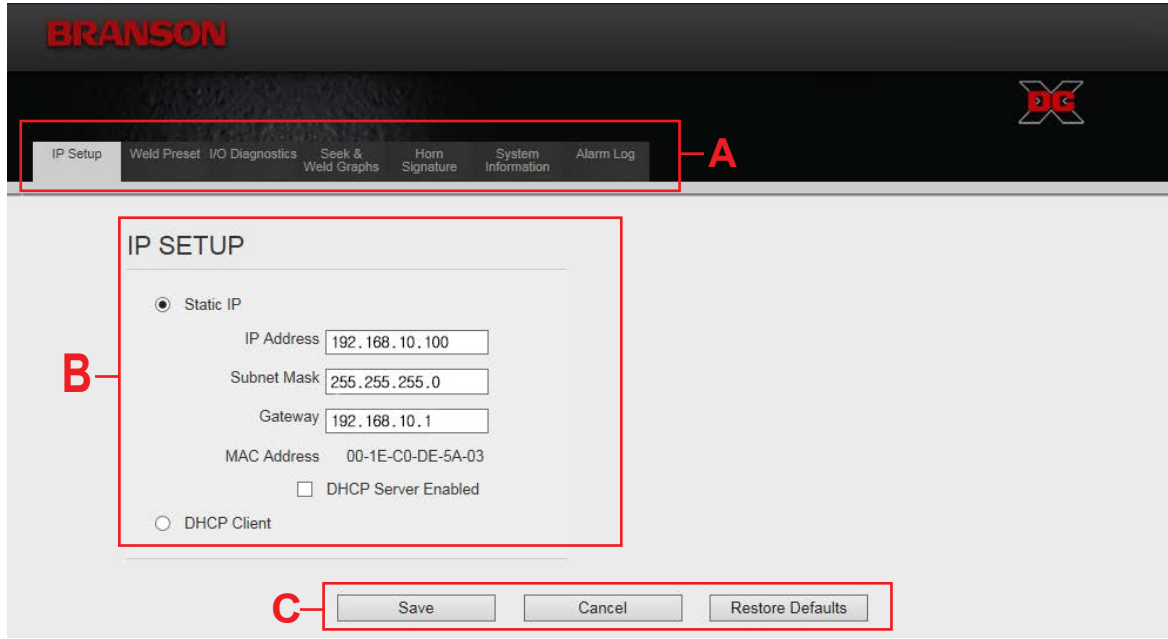 BRANSON
DGX
IP Setup Weld Preset I/O Diagnostics Seek & Weld Graphs Horn Signature System Information Alarm Log
A
IP SETUP
Static IP
IP Address 192.168.10.100
B
Subnet Mask 255.255.255.0
Gateway 192.168.10.1
MAC Address 00-1E-C0-DE-5A-03
DHCP Server Enabled
DHCP Client
C
Save Cancel Restore Defaults